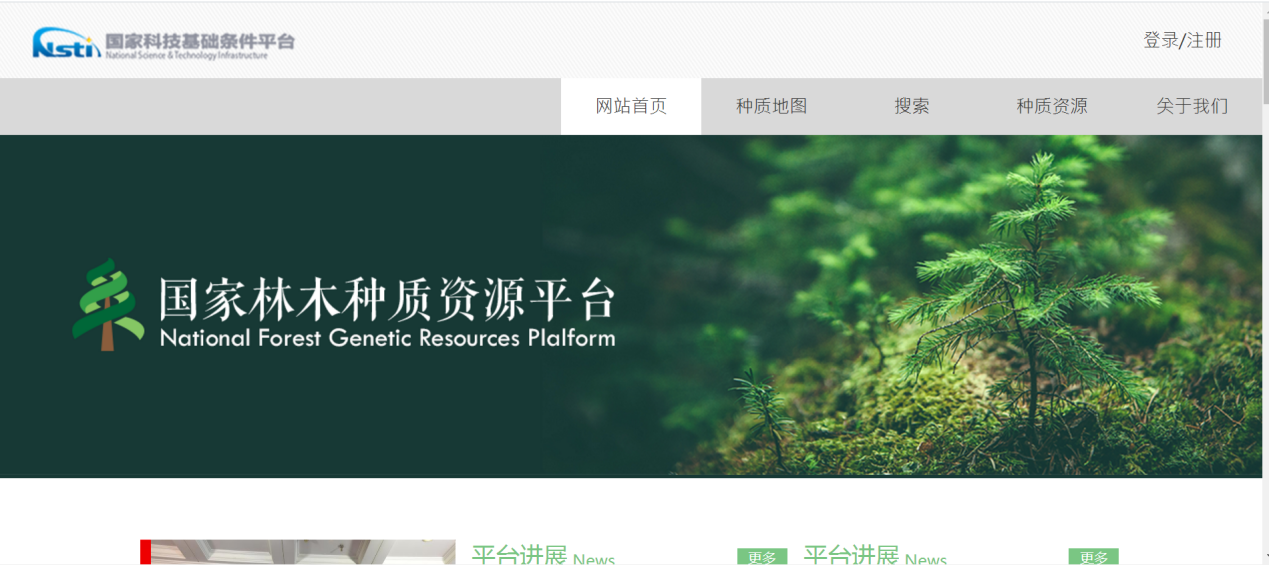 Nsti 国家科技基础条件平台
National Science & Technology Infrastructure
登录/注册
网站首页 种质地图 搜索 种质资源 关于我们
国家林木种质资源平台
National Forest Genetic Resources Plalform
平台进展 News 更多 平台进展 News 更多